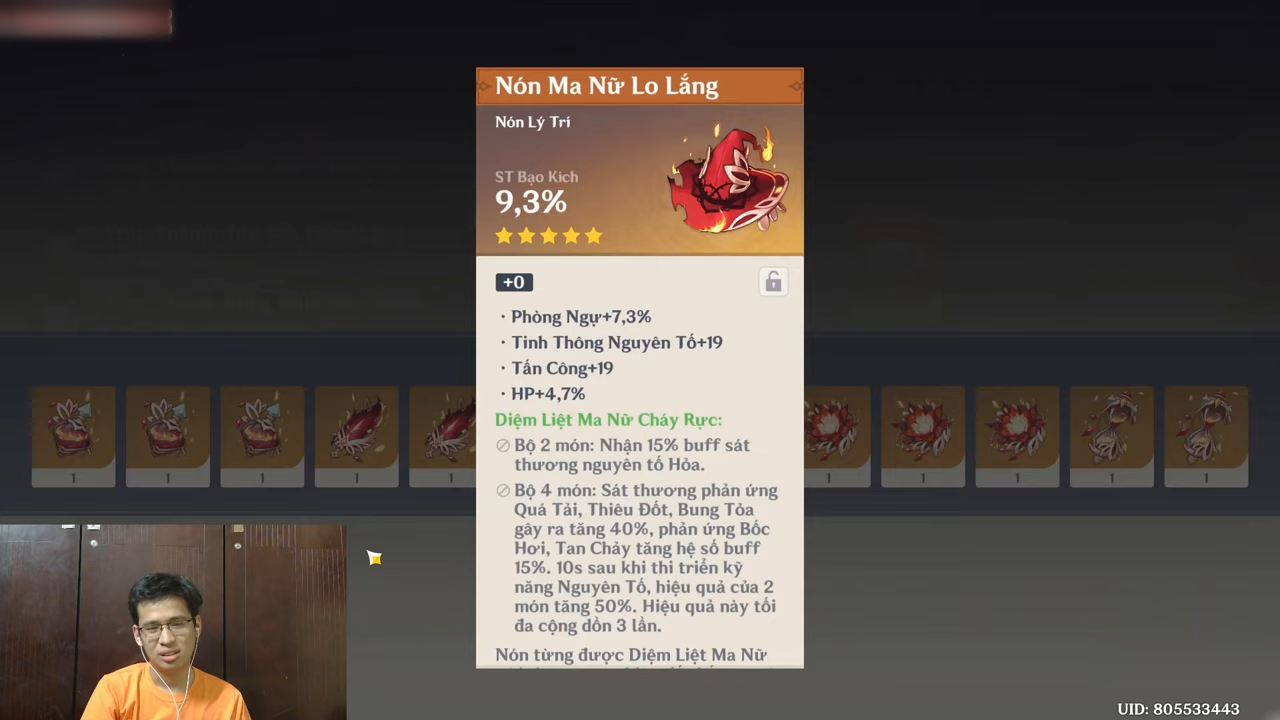 Nón Ma Nữ Lo Lắng
Nón Lý Trí
ST Bạo Kích
9,3%
+0
· Phòng Ngự+7,3%
· Tinh Thông Nguyên Tố+19
· Tấn Công+19
· HP+4,7%
Diệm Liệt Ma Nữ Cháy Rực:
Bộ 2 món: Nhận 15% buff sát
thương nguyên tố Hỏa.
Bộ 4 món: Sát thương phản ứng
Quá Tải, Thiêu Đốt, Bung Tỏa
gây ra tăng 40%, phản ứng Bốc
Hơi, Tan Chảy tăng hệ số buff
15%. 10s sau khi thi triển kỹ
năng Nguyên Tố, hiệu quả của 2
món tăng 50%. Hiệu quả này tối
đa cộng dồn 3 lần.
Nón từng được Diệm Liệt Ma Nữ
1 1 1 1 1 1 1 1 1 1
UID: 805533443